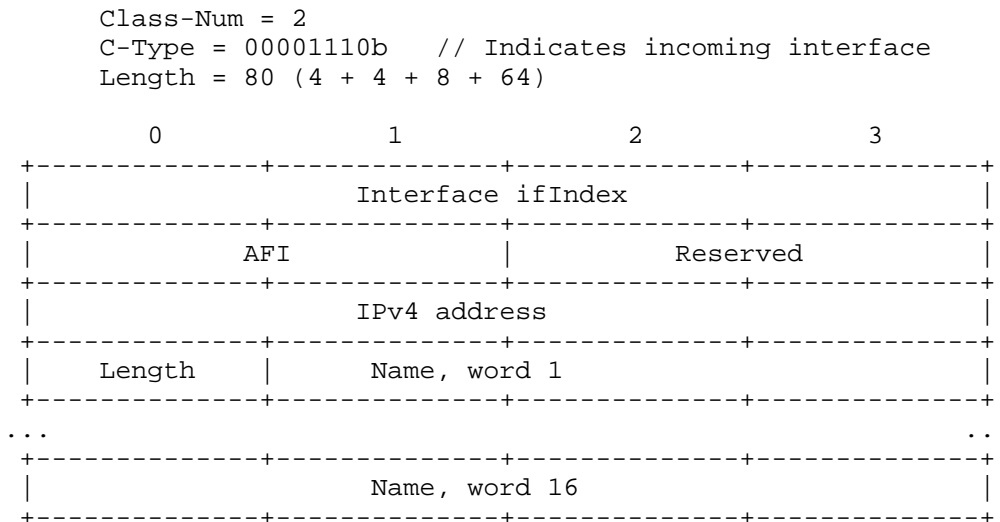 Class-Num = 2
C-Type = 00001110b // Indicates incoming interface
Length = 80 (4 + 4 + 8 + 64)
0 1 2 3
+--------------+--------------+--------------+--------------+
| Interface ifIndex |
+--------------+--------------+--------------+--------------+
| AFI | Reserved |
+--------------+--------------+--------------+--------------+
| IPv4 address |
+--------------+--------------+--------------+--------------+
| Length | Name, word 1 |
+--------------+--------------+--------------+--------------+
... ..
+--------------+--------------+--------------+--------------+
| Name, word 16 |
+--------------+--------------+--------------+--------------+